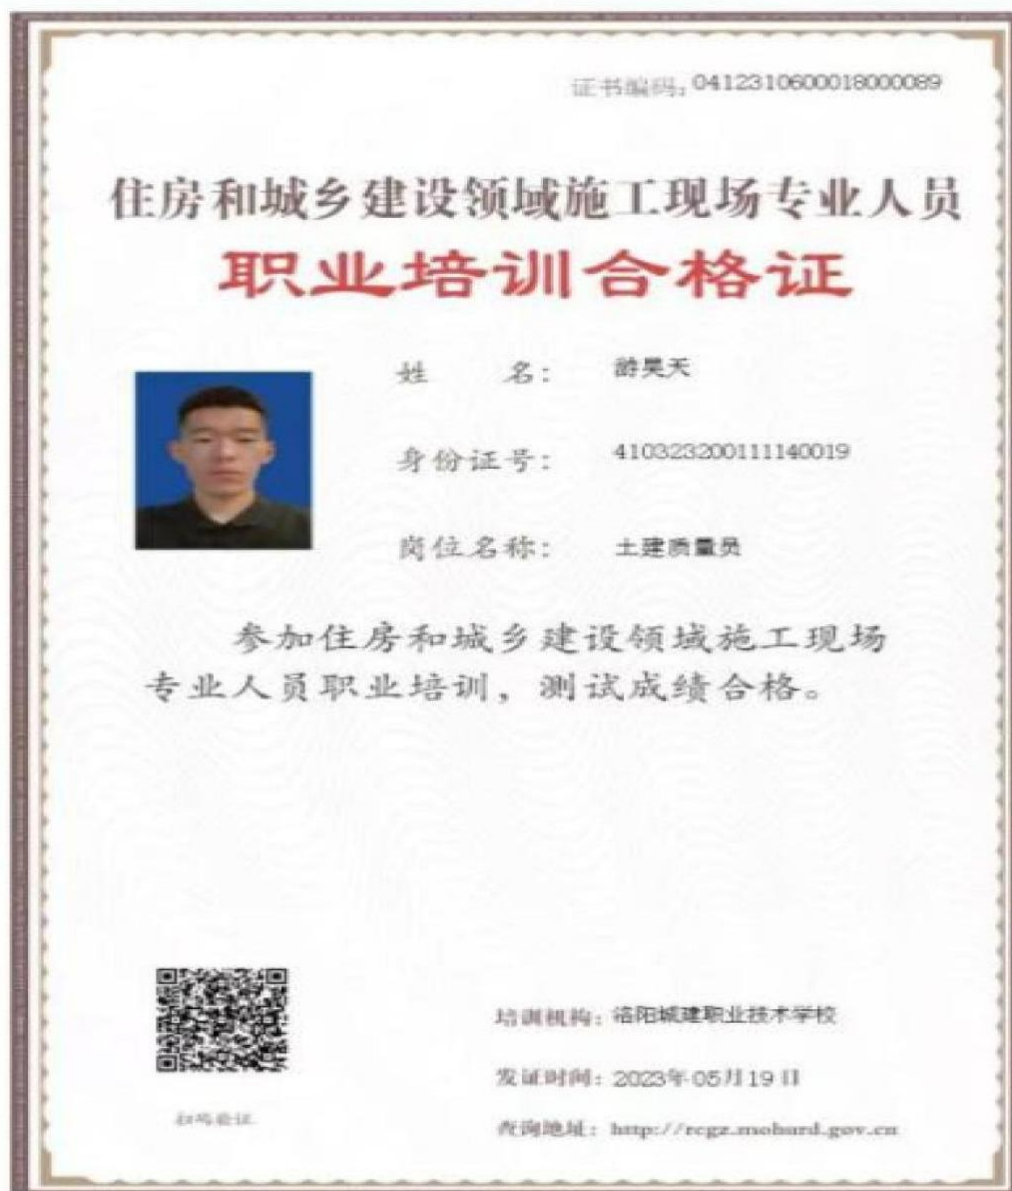 证书编码: 0412310600018000089
住房和城乡建设领域施工现场专业人员
职业培训合格证
姓 名: 游昊天
身份证号: 410323200111140019
岗位名称: 土建质量员
参加住房和城乡建设领域施工现场
专业人员职业培训，测试成绩合格。
培训机构: 洛阳城建职业技术学校
发证时间: 2023年05月19日
扫码验证
查询地址: http://rcgz.mohurd.gov.cn